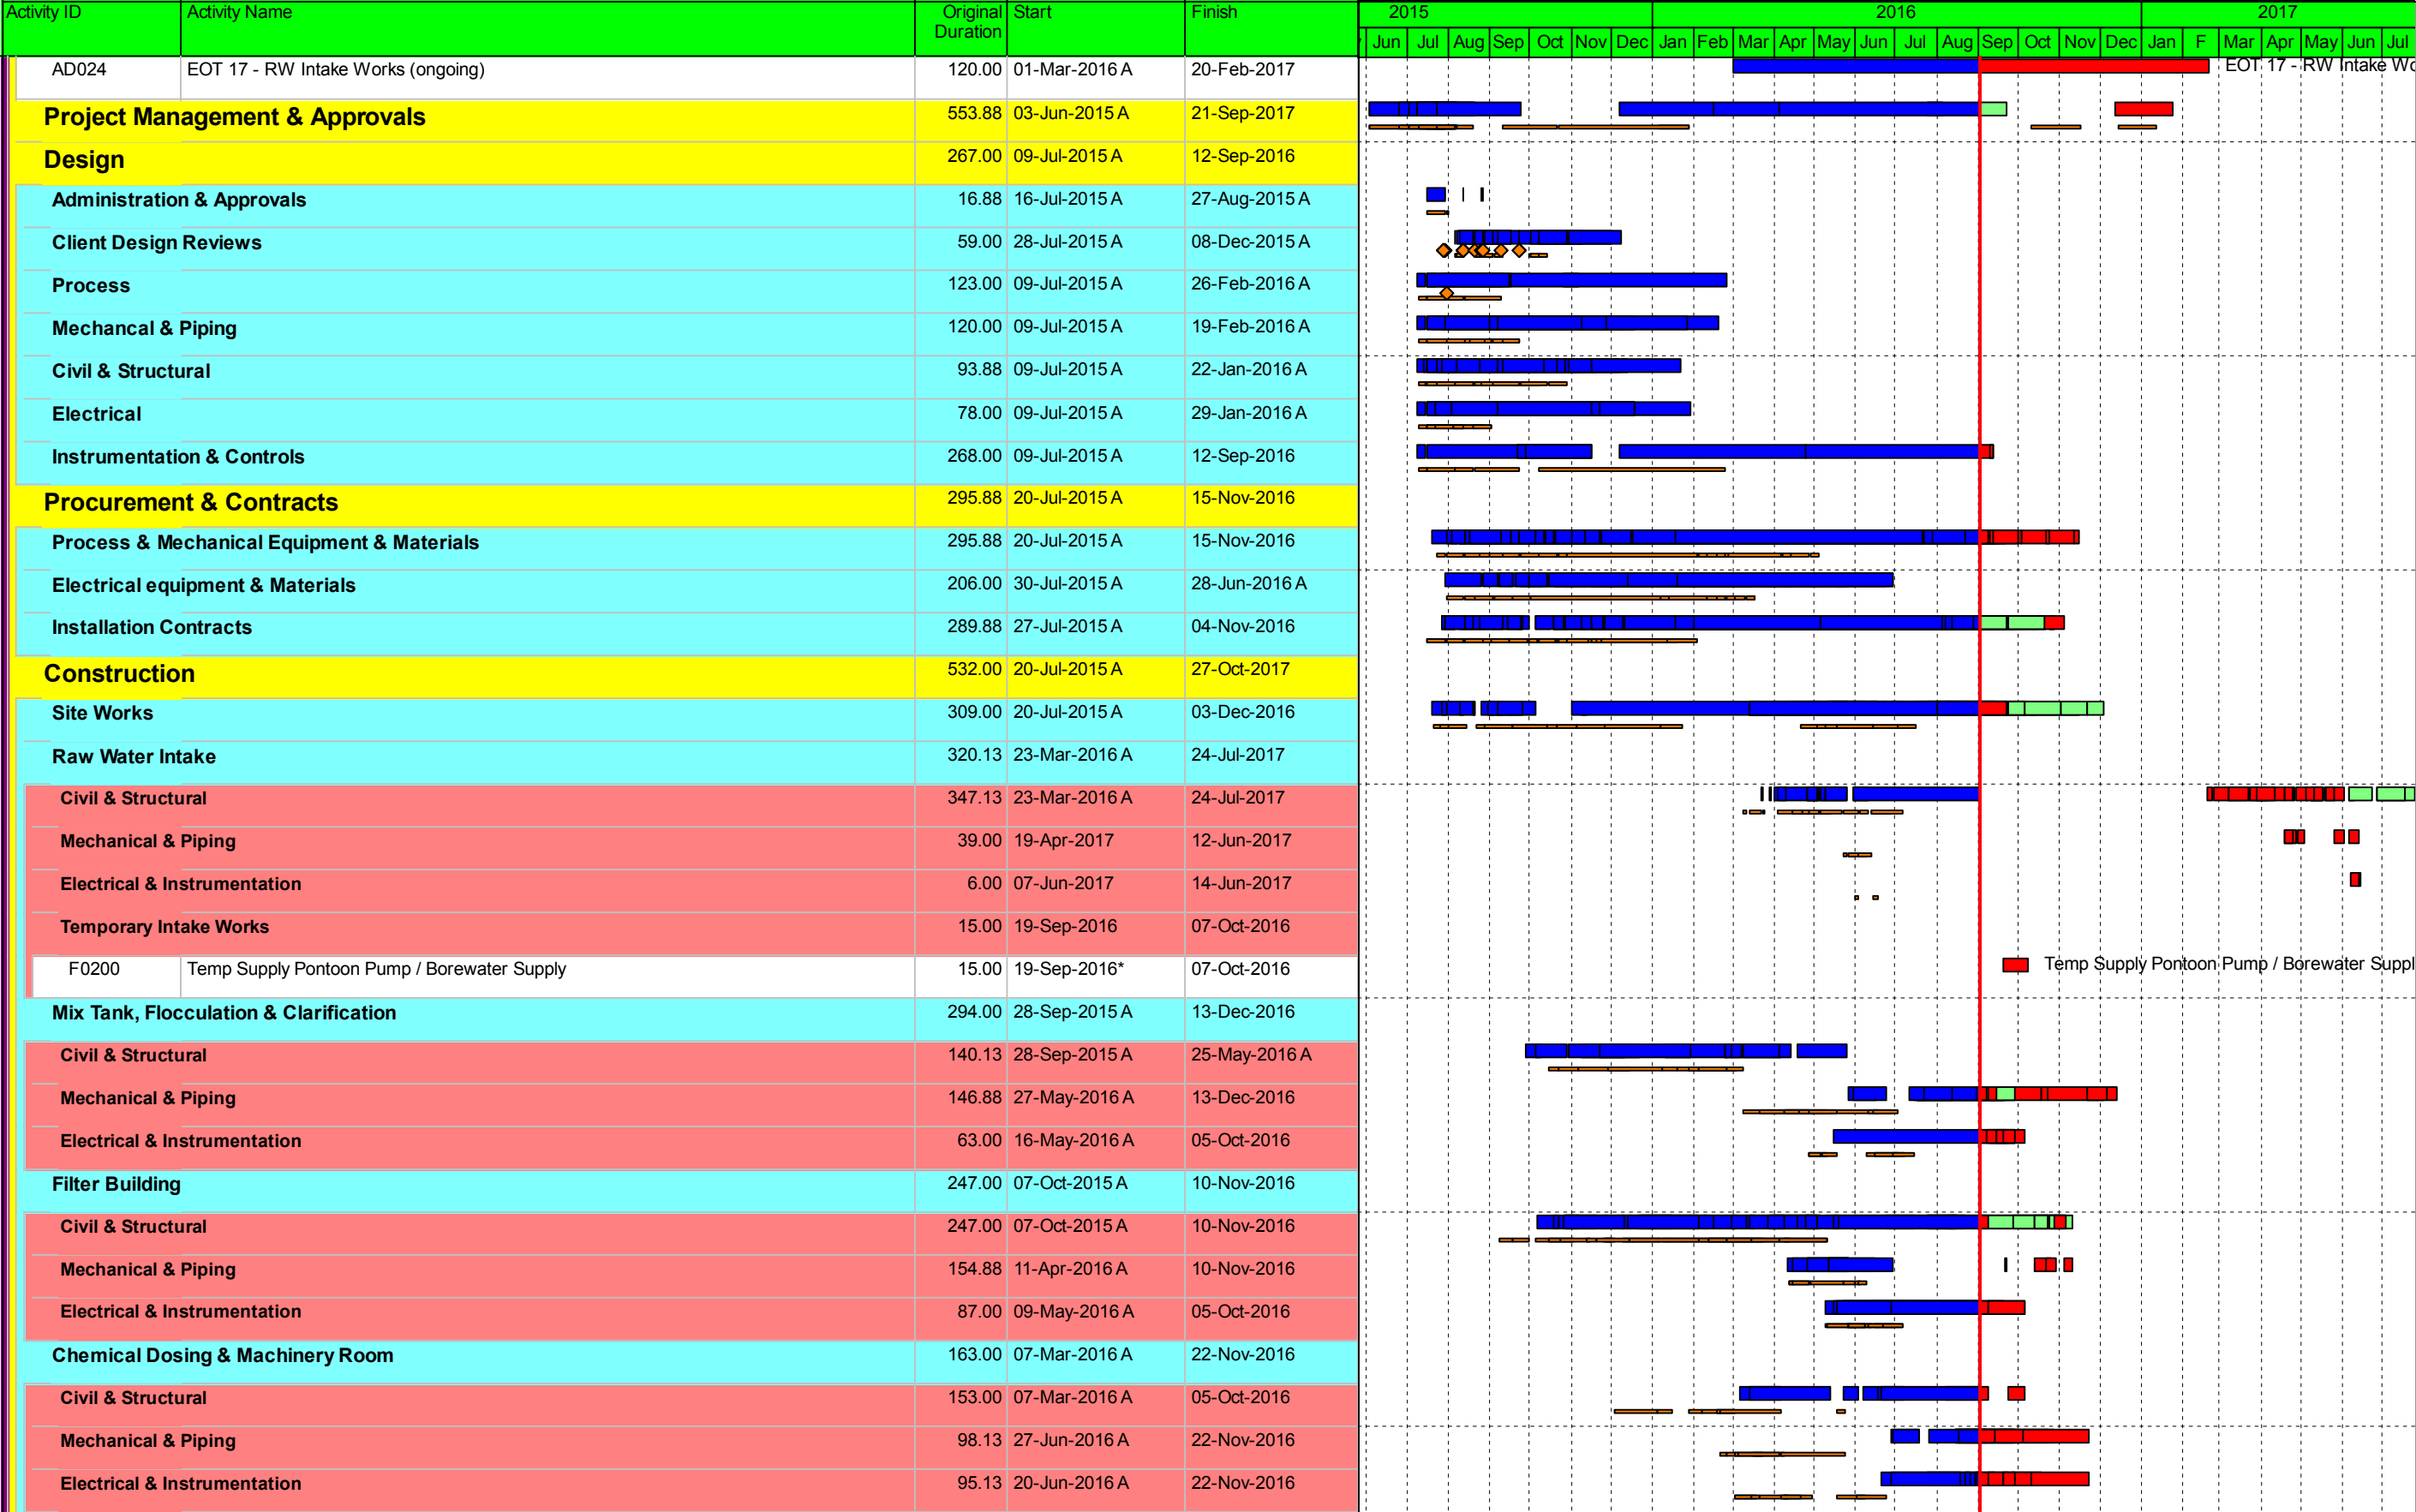 Activity ID Activity Name Original Duration Start Finish 2015 2016 2017
Jun Jul Aug Sep Oct Nov Dec Jan Feb Mar Apr May Jun Jul Aug Sep Oct Nov Dec Jan F Mar Apr May Jun Jul
AD024 EOT 17 - RW Intake Works (ongoing) 120.00 01-Mar-2016 A 20-Feb-2017 EOT 17 - RW Intake Wo
Project Management & Approvals 553.88 03-Jun-2015 A 21-Sep-2017
Design 267.00 09-Jul-2015 A 12-Sep-2016
Administration & Approvals 16.88 16-Jul-2015 A 27-Aug-2015 A
Client Design Reviews 59.00 28-Jul-2015 A 08-Dec-2015 A
Process 123.00 09-Jul-2015 A 26-Feb-2016 A
Mechancal & Piping 120.00 09-Jul-2015 A 19-Feb-2016 A
Civil & Structural 93.88 09-Jul-2015 A 22-Jan-2016 A
Electrical 78.00 09-Jul-2015 A 29-Jan-2016 A
Instrumentation & Controls 268.00 09-Jul-2015 A 12-Sep-2016
Procurement & Contracts 295.88 20-Jul-2015 A 15-Nov-2016
Process & Mechanical Equipment & Materials 295.88 20-Jul-2015 A 15-Nov-2016
Electrical equipment & Materials 206.00 30-Jul-2015 A 28-Jun-2016 A
Installation Contracts 289.88 27-Jul-2015 A 04-Nov-2016
Construction 532.00 20-Jul-2015 A 27-Oct-2017
Site Works 309.00 20-Jul-2015 A 03-Dec-2016
Raw Water Intake 320.13 23-Mar-2016 A 24-Jul-2017
Civil & Structural 347.13 23-Mar-2016 A 24-Jul-2017
Mechanical & Piping 39.00 19-Apr-2017 12-Jun-2017
Electrical & Instrumentation 6.00 07-Jun-2017 14-Jun-2017
Temporary Intake Works 15.00 19-Sep-2016 07-Oct-2016
F0200 Temp Supply Pontoon Pump / Borewater Supply 15.00 19-Sep-2016* 07-Oct-2016 Temp Supply Pontoon Pump / Borewater Suppl
Mix Tank, Flocculation & Clarification 294.00 28-Sep-2015 A 13-Dec-2016
Civil & Structural 140.13 28-Sep-2015 A 25-May-2016 A
Mechanical & Piping 146.88 27-May-2016 A 13-Dec-2016
Electrical & Instrumentation 63.00 16-May-2016 A 05-Oct-2016
Filter Building 247.00 07-Oct-2015 A 10-Nov-2016
Civil & Structural 247.00 07-Oct-2015 A 10-Nov-2016
Mechanical & Piping 154.88 11-Apr-2016 A 10-Nov-2016
Electrical & Instrumentation 87.00 09-May-2016 A 05-Oct-2016
Chemical Dosing & Machinery Room 163.00 07-Mar-2016 A 22-Nov-2016
Civil & Structural 153.00 07-Mar-2016 A 05-Oct-2016
Mechanical & Piping 98.13 27-Jun-2016 A 22-Nov-2016
Electrical & Instrumentation 95.13 20-Jun-2016 A 22-Nov-2016